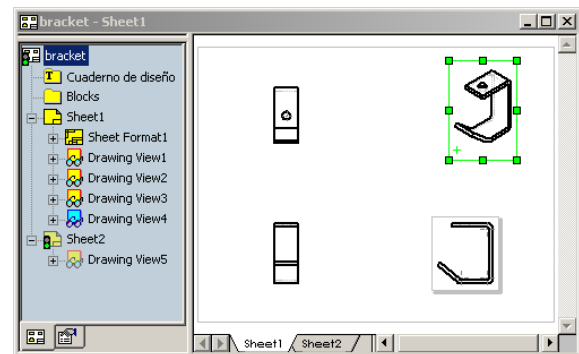 bracket - Sheet1
bracket
Cuaderno de diseño
Blocks
Sheet1
Sheet Format1
Drawing View1
Drawing View2
Drawing View3
Drawing View4
Sheet2
Drawing View5
Sheet1 Sheet2